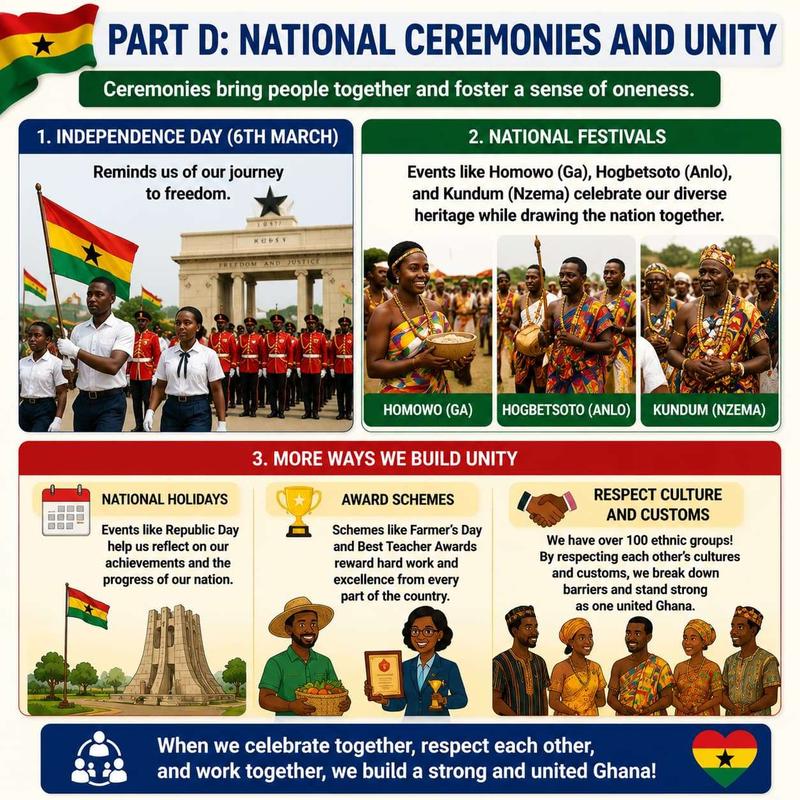 PART D: NATIONAL CEREMONIES AND UNITY
Ceremonies bring people together and foster a sense of oneness.
1. INDEPENDENCE DAY (6TH MARCH)
Reminds us of our journey
to freedom.
FREEDOM AND JUSTICE
2. NATIONAL FESTIVALS
Events like Homowo (Ga), Hogbetsoto (Anlo),
and Kundum (Nzema) celebrate our diverse
heritage while drawing the nation together.
HOMOWO (GA)
HOGBETSOTO (ANLO)
KUNDUM (NZEMA)
3. MORE WAYS WE BUILD UNITY
NATIONAL HOLIDAYS
Events like Republic Day
help us reflect on our
achievements and the
progress of our nation.
AWARD SCHEMES
Schemes like Farmer's Day
and Best Teacher Awards
reward hard work and
excellence from every
part of the country.
RESPECT CULTURE
AND CUSTOMS
We have over 100 ethnic groups!
By respecting each other's cultures
and customs, we break down
barriers and stand strong
as one united Ghana.
When we celebrate together, respect each other,
and work together, we build a strong and united Ghana!